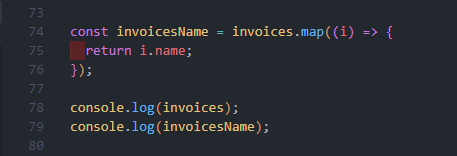 73
74 const invoicesName = invoices.map((i) => {
75 return i.name;
76 });
77
78 console.log(invoices);
79 console.log(invoicesName);
80